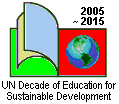 2005
~ 2015
UN Decade of Education for
Sustainable Development